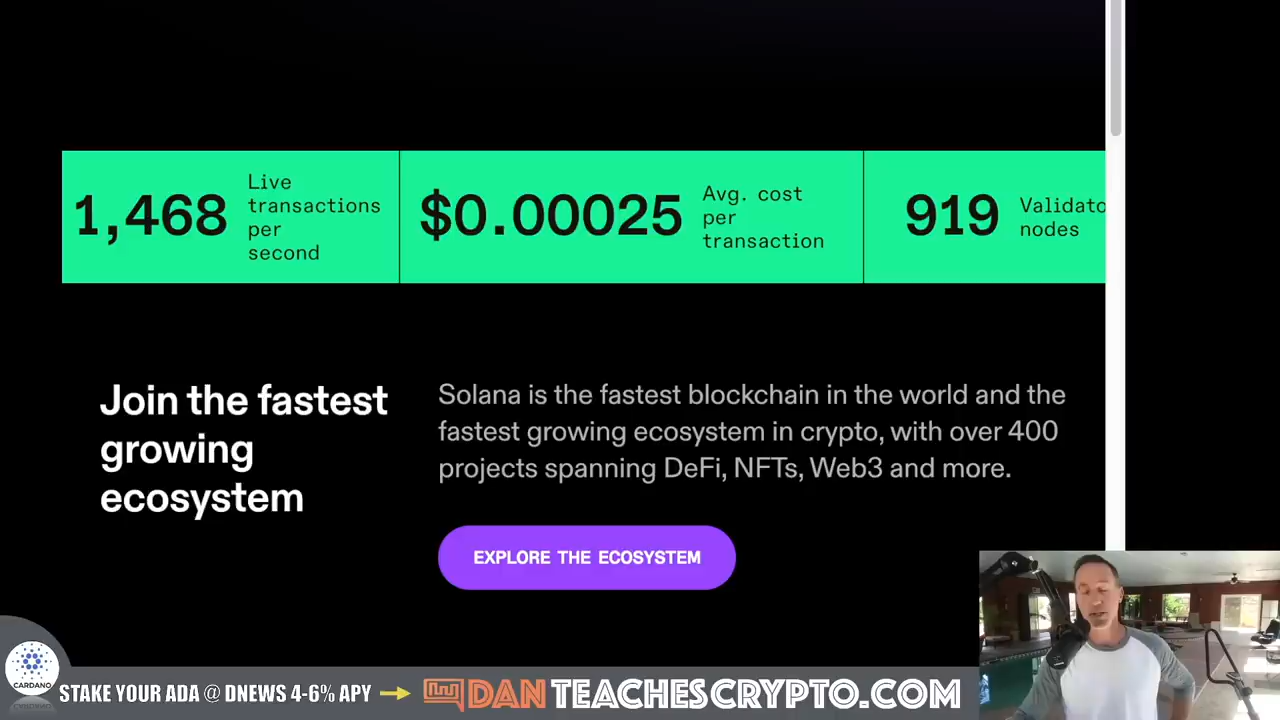 1,468
Live
transactions
per
second
$0.00025
Avg. cost
per
transaction
919
Validato
nodes
Join the fastest
growing
ecosystem
Solana is the fastest blockchain in the world and the
fastest growing ecosystem in crypto, with over 400
projects spanning DeFi, NFTs, Web3 and more.
EXPLORE THE ECOSYSTEM
CARDANO
STAKE YOUR ADA @ DNEWS 4-6% APY
DANTEACHESCRYPTO.COM